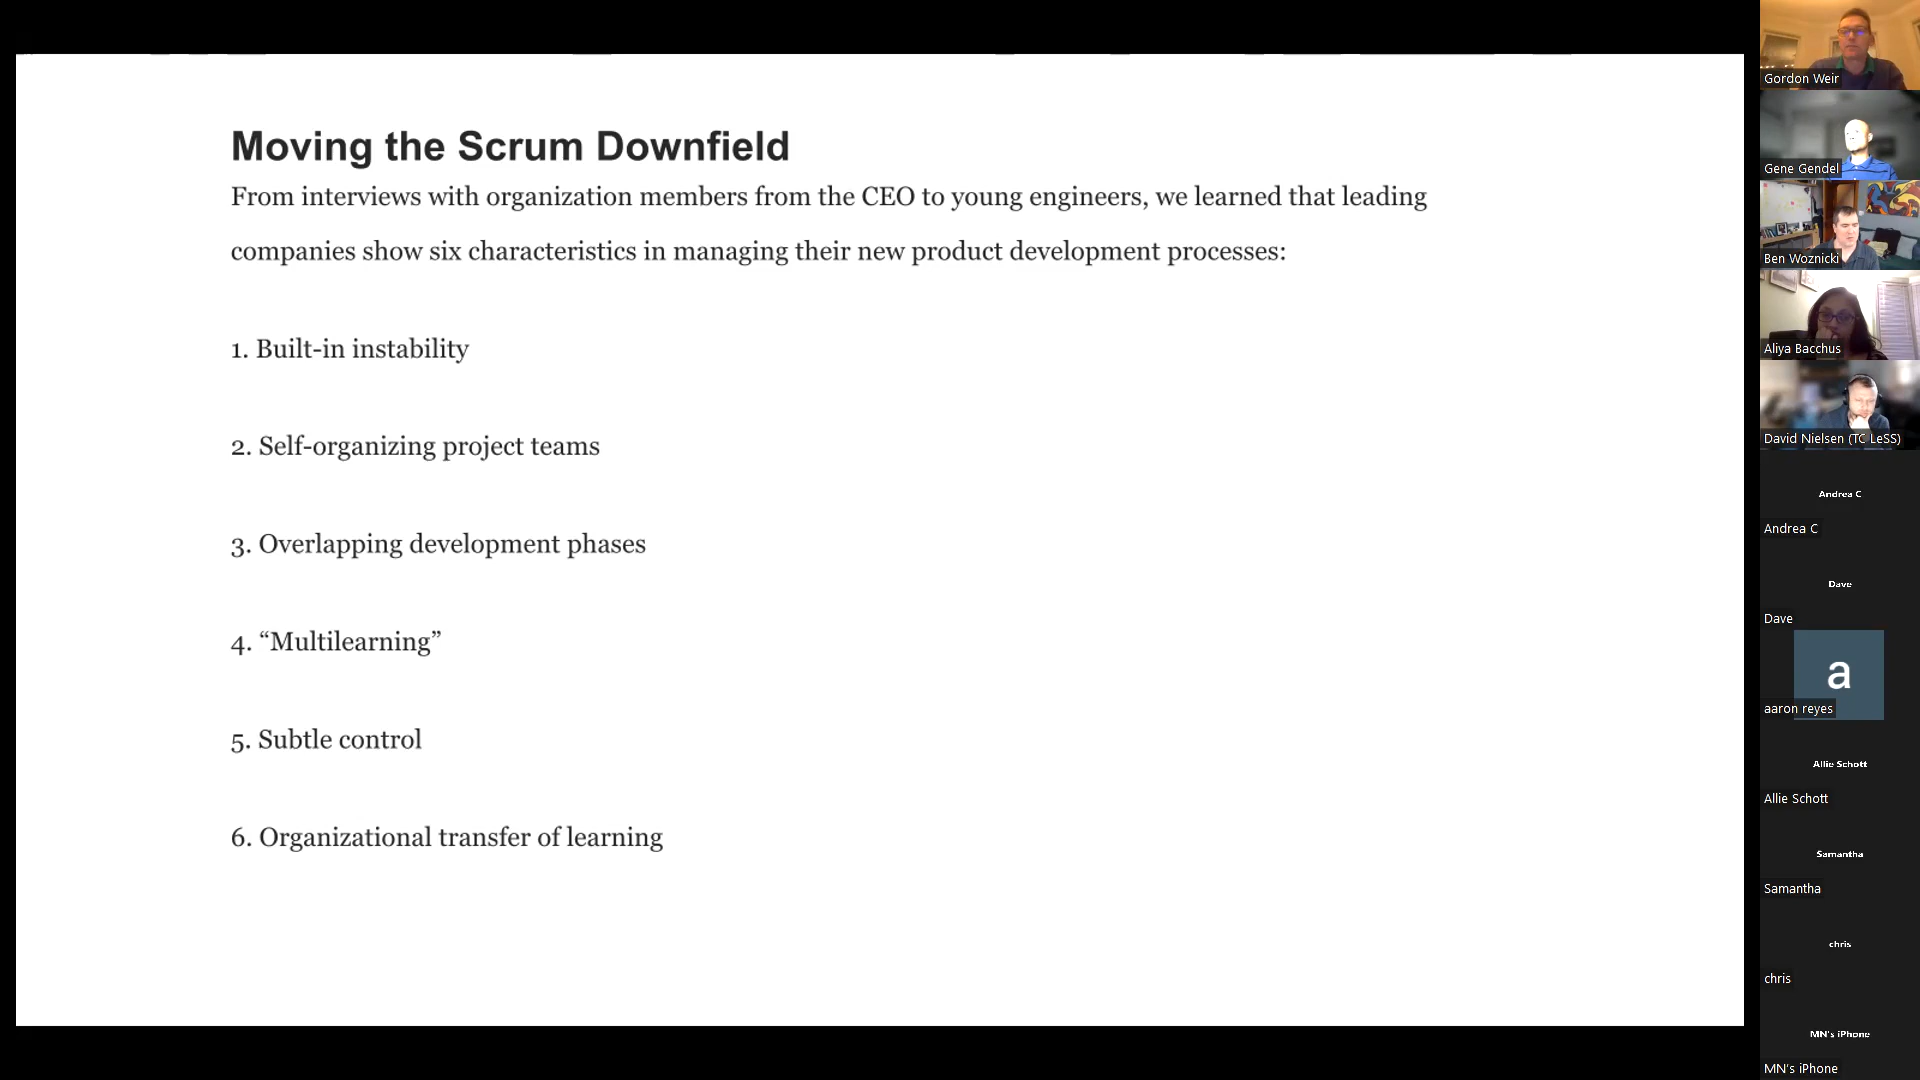 Moving the Scrum Downfield
From interviews with organization members from the CEO to young engineers, we learned that leading
companies show six characteristics in managing their new product development processes:
1. Built-in instability
2. Self-organizing project teams
3. Overlapping development phases
4. “Multilearning”
5. Subtle control
6. Organizational transfer of learning
Gordon Weir
Gene Gendel
Ben Woznicki
Aliya Bacchus
David Nielsen (TC LeSS)
Andrea C
Andrea C
Dave
Dave
a
aaron reyes
Allie Schott
Allie Schott
Samantha
Samantha
chris
chris
MN's iPhone
MN's iPhone